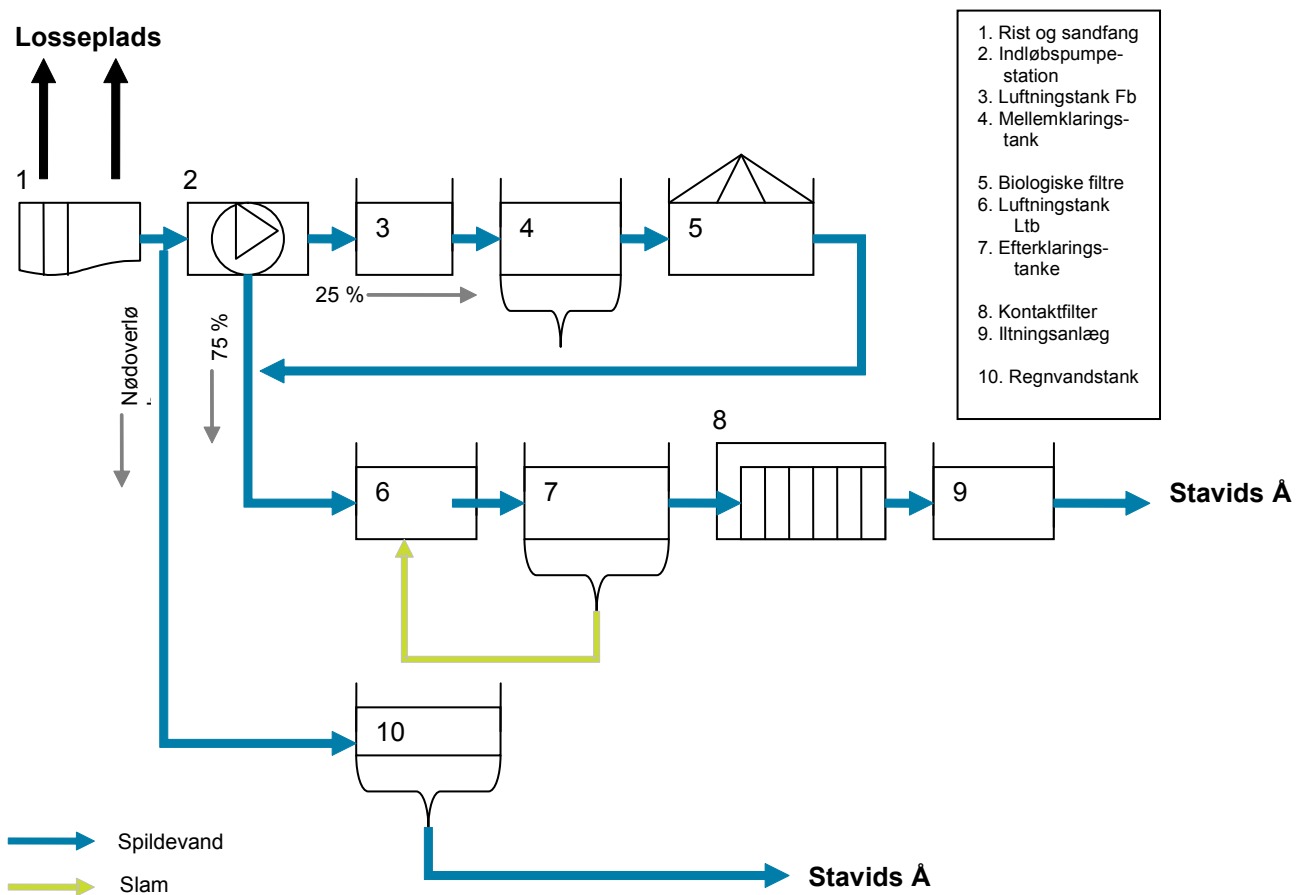 Losseplads
1. Rist og sandfang
2. Indløbspumpe-
station
3. Luftningstank Fb
4. Mellemklarings-
tank
5. Biologiske filtre
6. Luftningstank
Ltb
7. Efterklarings-
tanke
8. Kontaktfilter
9. Iltningsanlæg
10. Regnvandstank
1
2
3
4
5
25 %
75 %
Nødoverlø
6
7
8
9
Stavids Å
10
Spildevand
Slam
Stavids Å